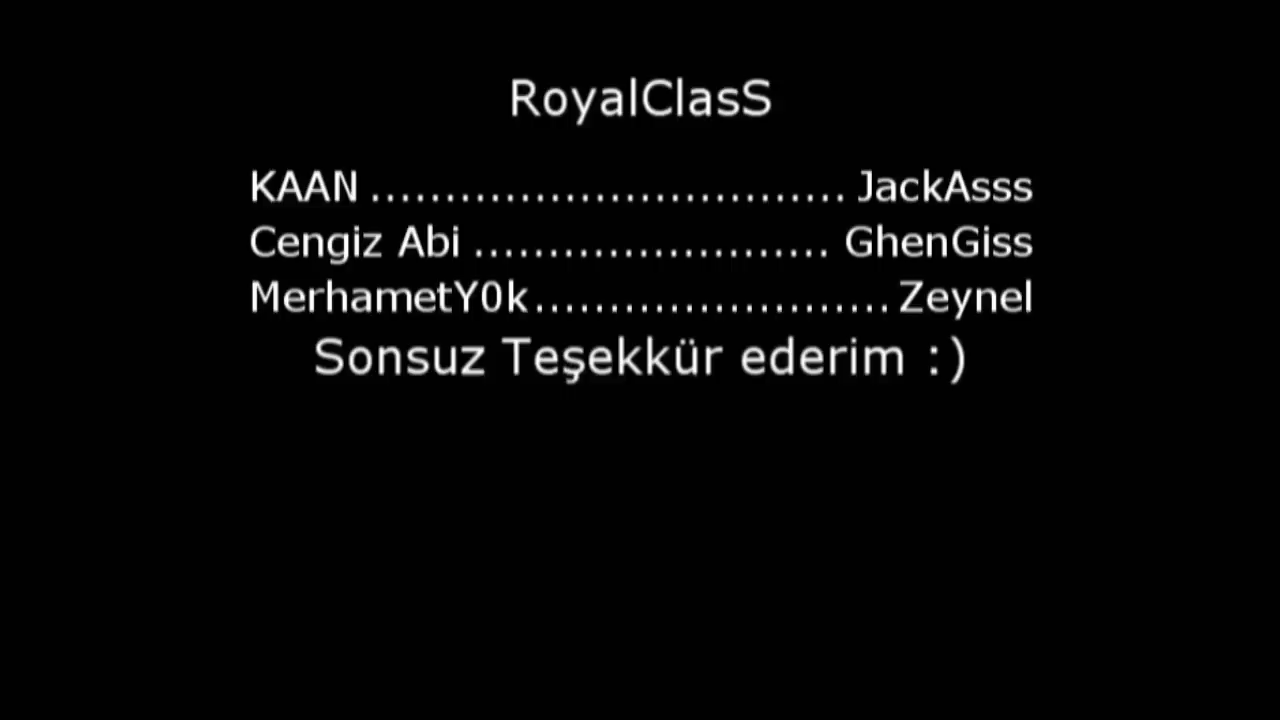 RoyalClasS
KAAN ................................ JackAsss
Cengiz Abi ........................ GhenGiss
MerhametY0k........................ Zeynel
Sonsuz Teşekkür ederim :)